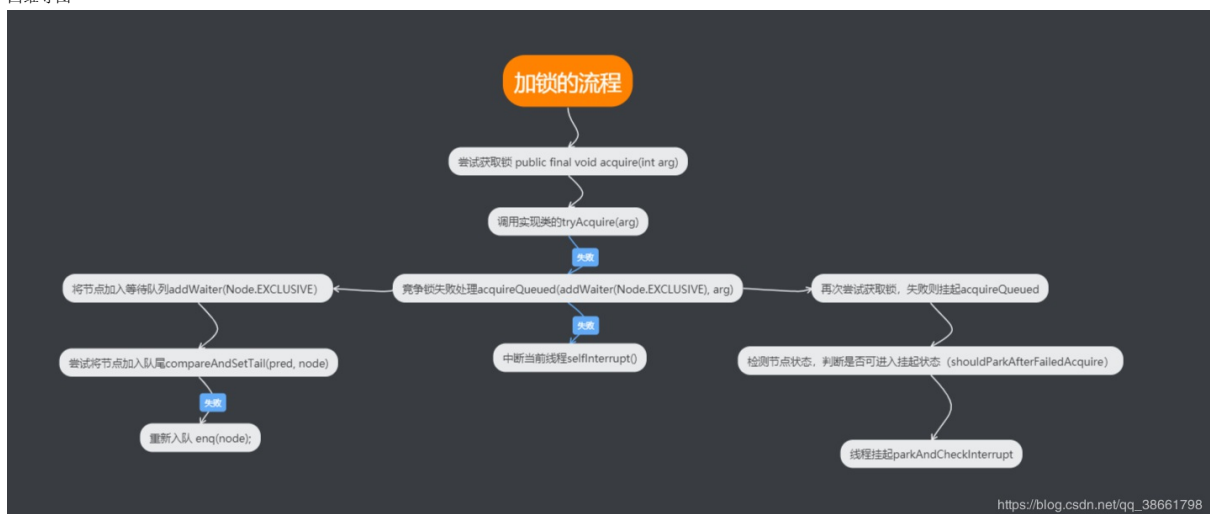 加锁的流程
尝试获取锁 public final void acquire(int arg)
调用实现类的tryAcquire(arg)
失败
将节点加入等待队列addWaiter(Node.EXCLUSIVE)
竞争锁失败处理acquireQueued(addWaiter(Node.EXCLUSIVE), arg)
再次尝试获取锁，失败则挂起acquireQueued
失败
中断当前线程selfInterrupt()
尝试将节点加入队尾compareAndSetTail(pred, node)
检测节点状态，判断是否可进入挂起状态（shouldParkAfterFailedAcquire）
失败
重新入队 enq(node);
线程挂起parkAndCheckInterrupt
https://blog.csdn.net/qq_38661798